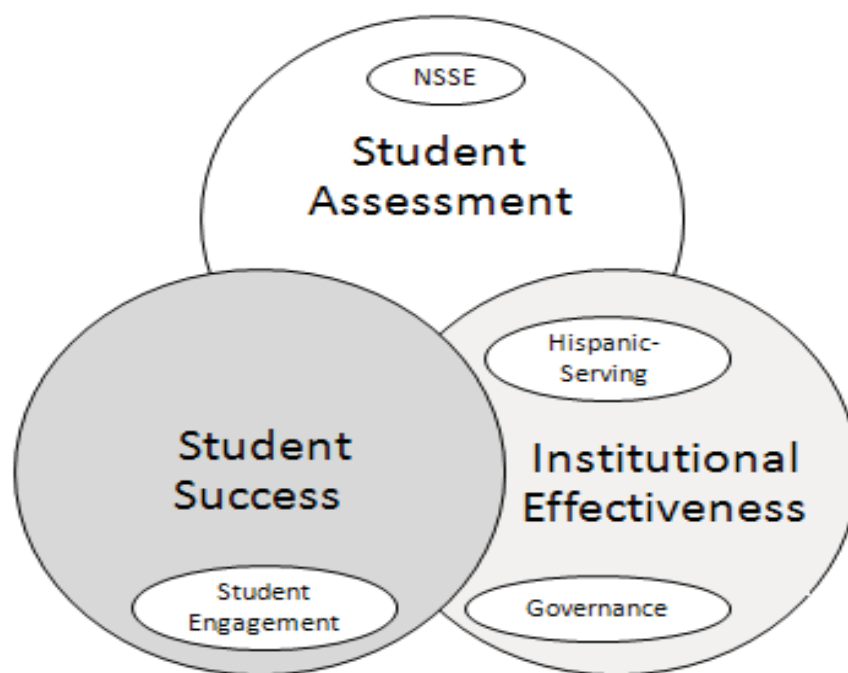 NSSE
Student
Assessment
Hispanic-
Serving
Student
Success
Institutional
Effectiveness
Student
Engagement
Governance